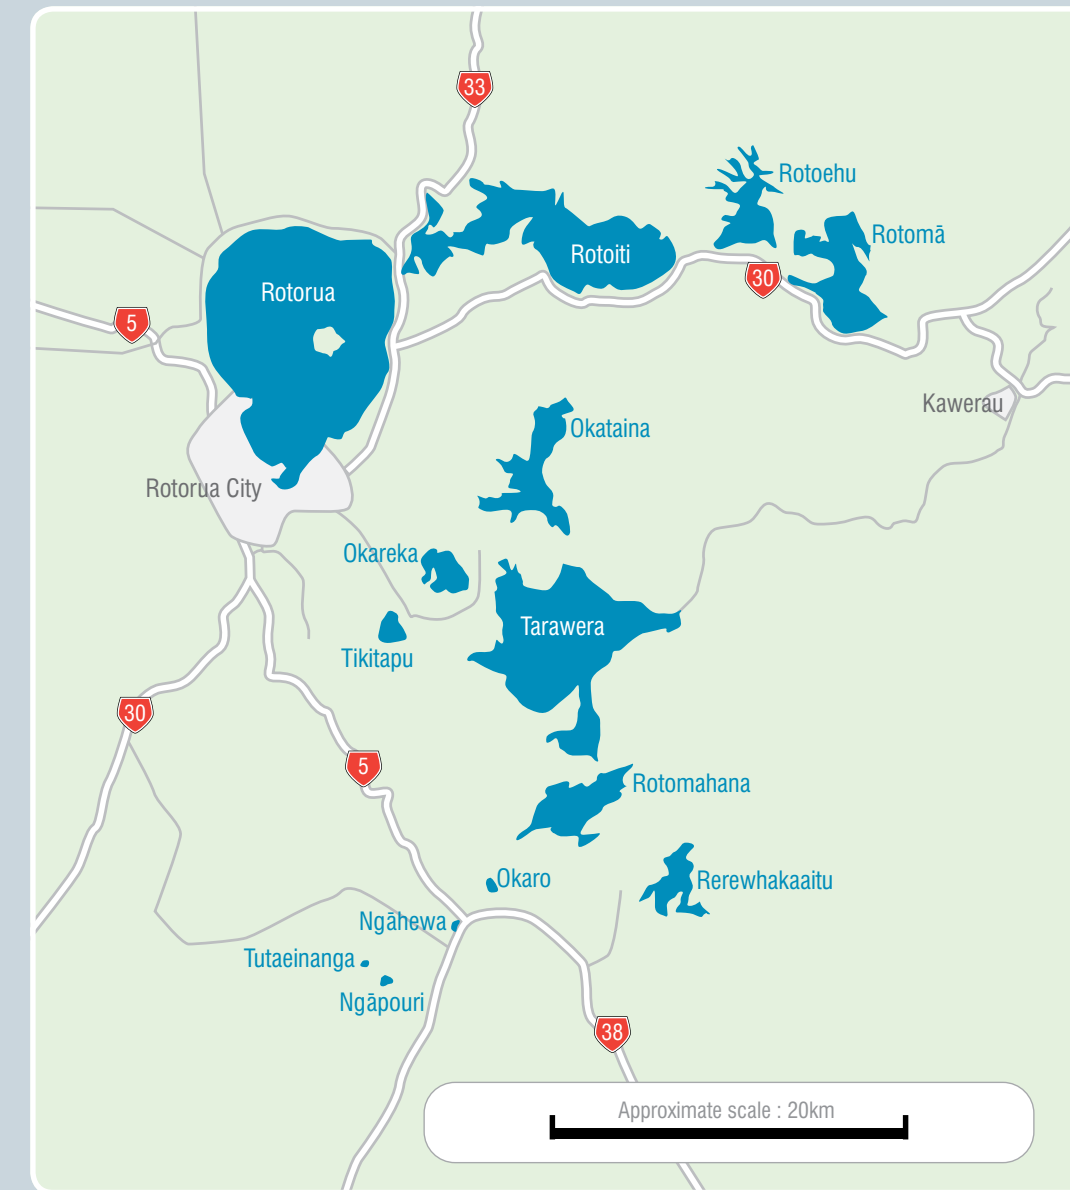 33
Rotoehu
Rotomā
Rotoiti
30
Rotorua
5
Kawerau
Okataina
Rotorua City
Okareka
Tarawera
Tikitapu
30
5
Rotomahana
Okaro
Rerewhakaaitu
Ngāhewa
Tutaeinanga
Ngāpouri
38
Approximate scale : 20km